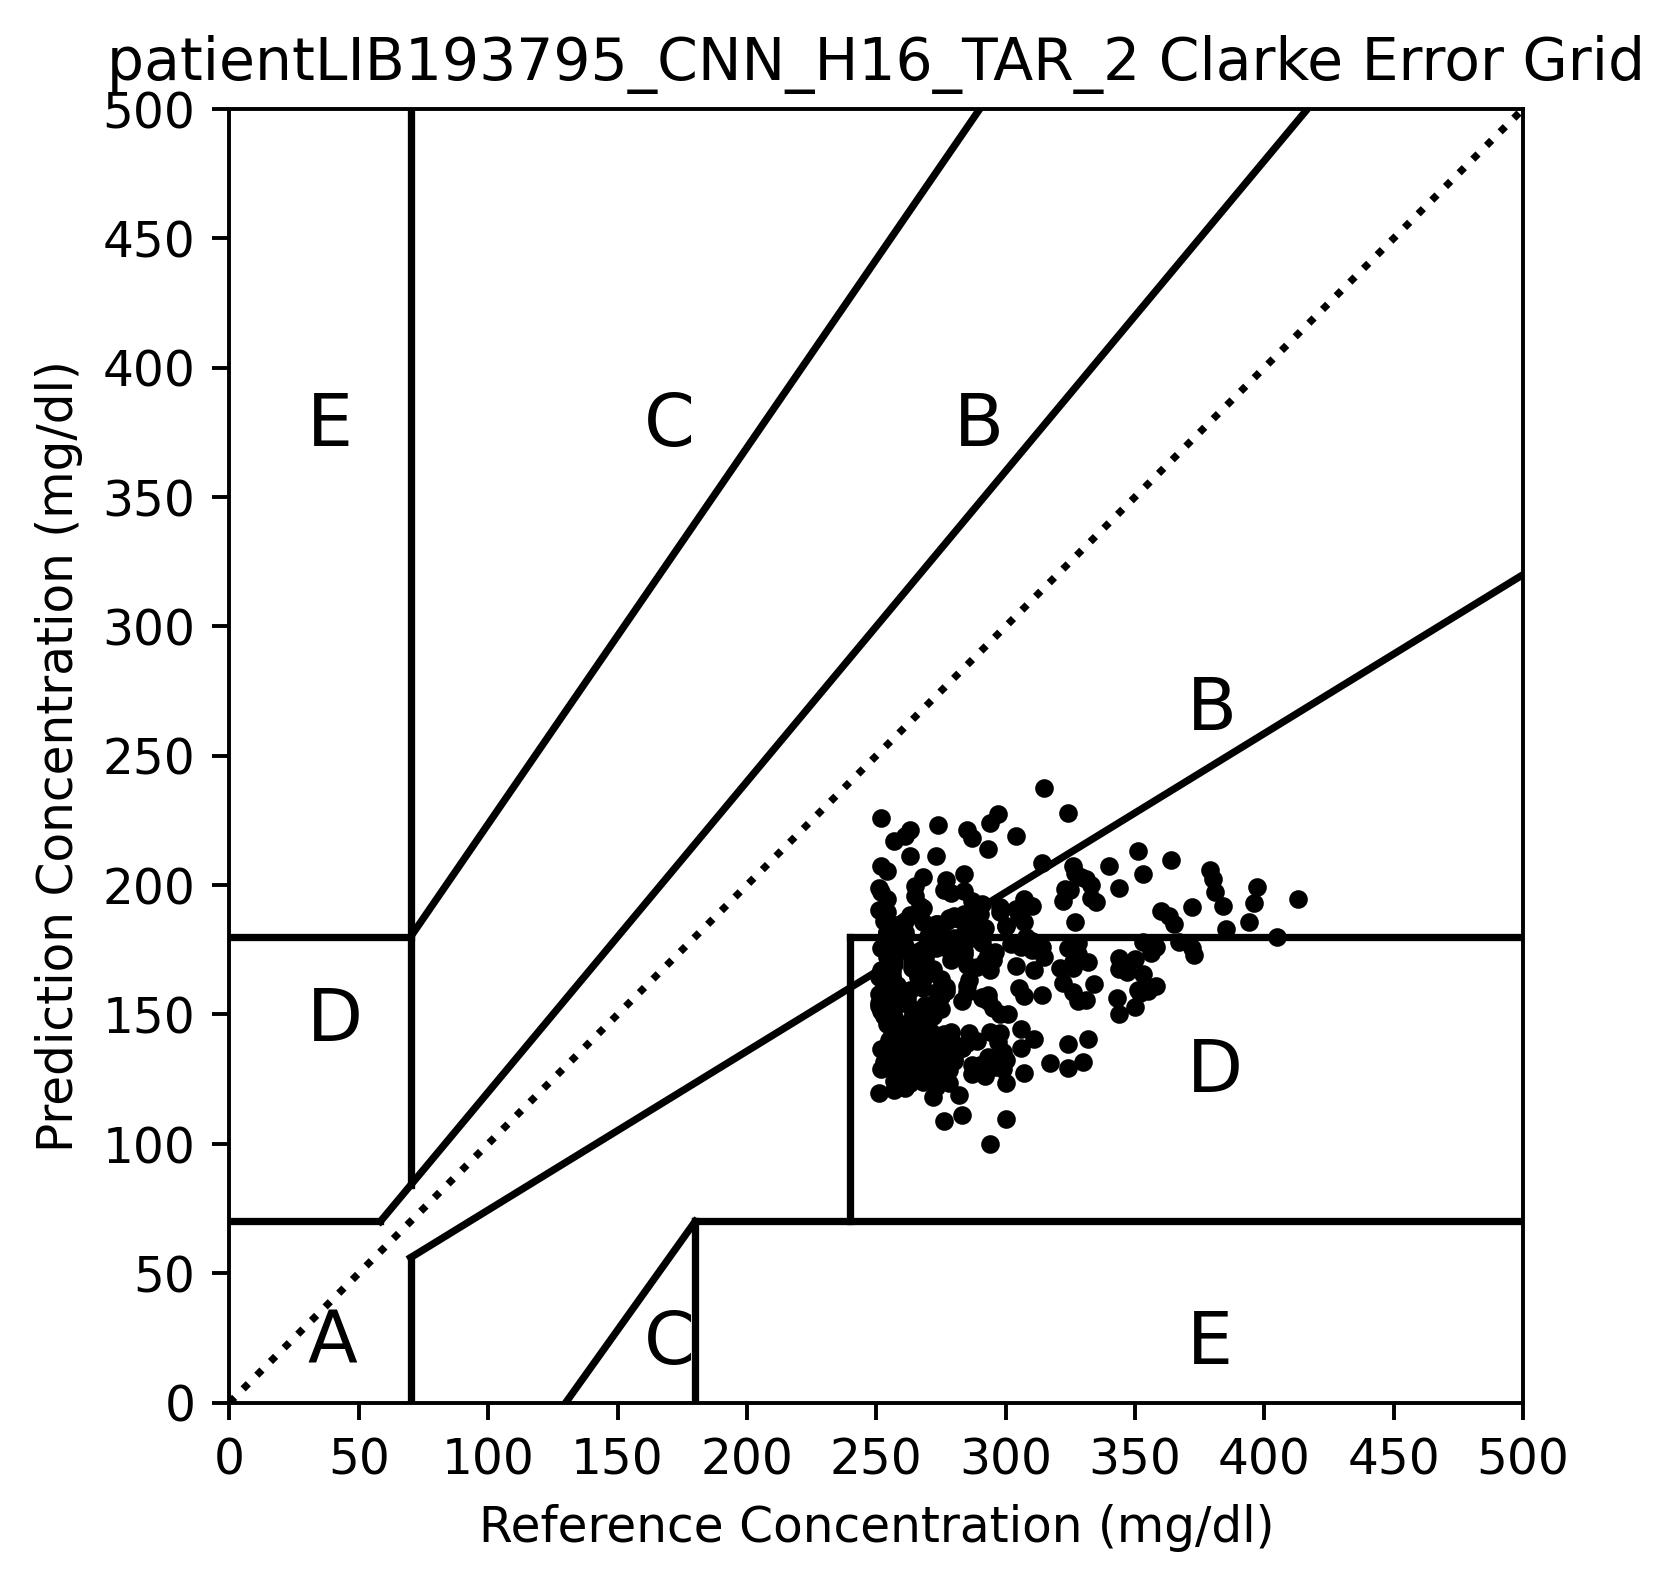 patientLIB193795_CNN_H16_TAR_2 Clarke Error Grid
500
450
400
E
C
B
350
300
B
250
200
D
150
D
100
50
A
C
E
0
0 50 100 150 200 250 300 350 400 450 500
Prediction Concentration (mg/dl)
Reference Concentration (mg/dl)